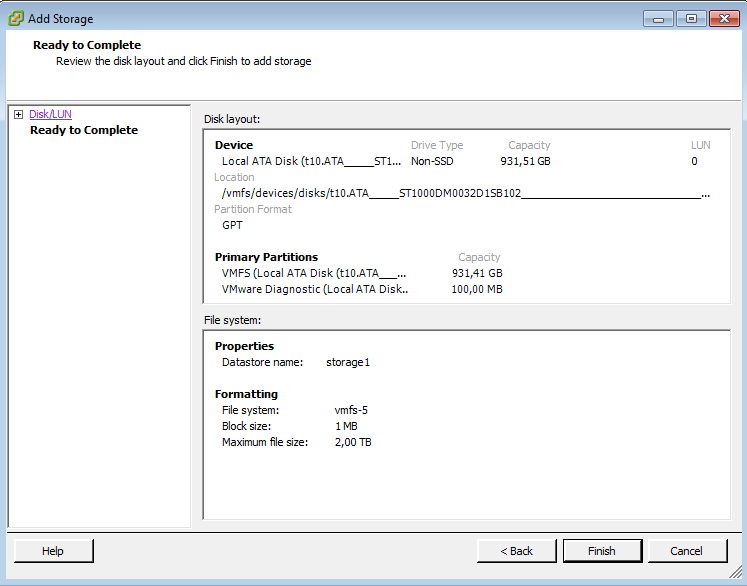 Add Storage
Ready to Complete
Review the disk layout and click Finish to add storage
Disk/LUN
Ready to Complete
Disk layout:
Device Drive Type Capacity LUN
Local ATA Disk (t10.ATA_____ST1... Non-SSD 931,51 GB 0
Location
/vmfs/devices/disks/t10.ATA_____ST1000DM0032D1SB102__________________________________...
Partition Format
GPT
Primary Partitions Capacity
VMFS (Local ATA Disk (t10.ATA___... 931,41 GB
VMware Diagnostic (Local ATA Disk.. 100,00 MB
File system:
Properties
Datastore name: storage1
Formatting
File system: vmfs-5
Block size: 1 MB
Maximum file size: 2,00 TB
Help < Back Finish Cancel